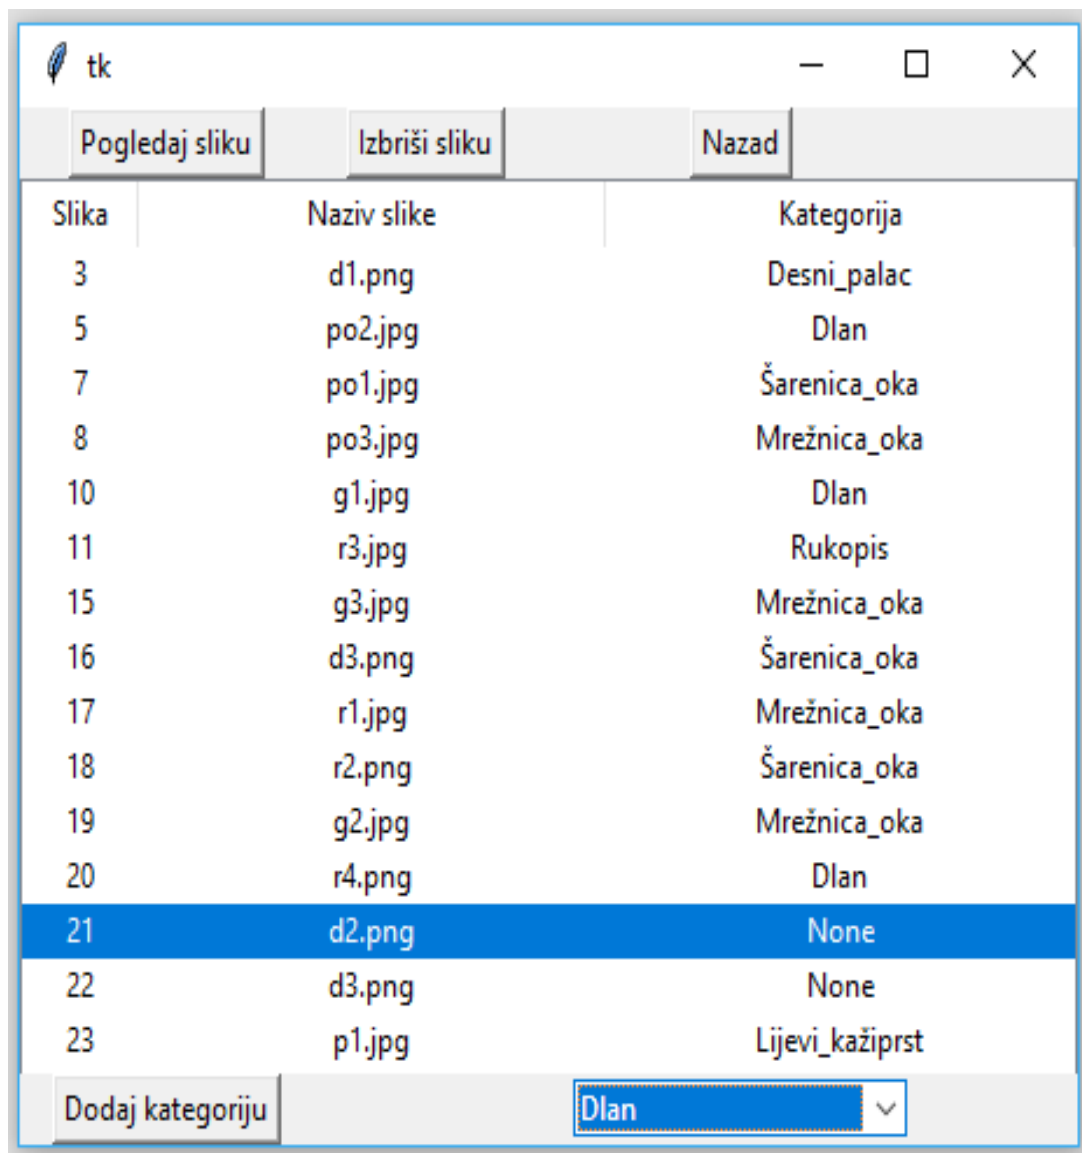 tk
Pogledaj sliku Izbriši sliku Nazad
Slika Naziv slike Kategorija
3 d1.png Desni_palac
5 po2.jpg Dlan
7 po1.jpg Šarenica_oka
8 po3.jpg Mrežnica_oka
10 g1.jpg Dlan
11 r3.jpg Rukopis
15 g3.jpg Mrežnica_oka
16 d3.png Šarenica_oka
17 r1.jpg Mrežnica_oka
18 r2.png Šarenica_oka
19 g2.jpg Mrežnica_oka
20 r4.png Dlan
21 d2.png None
22 d3.png None
23 p1.jpg Lijevi_kažiprst
Dodaj kategoriju Dlan